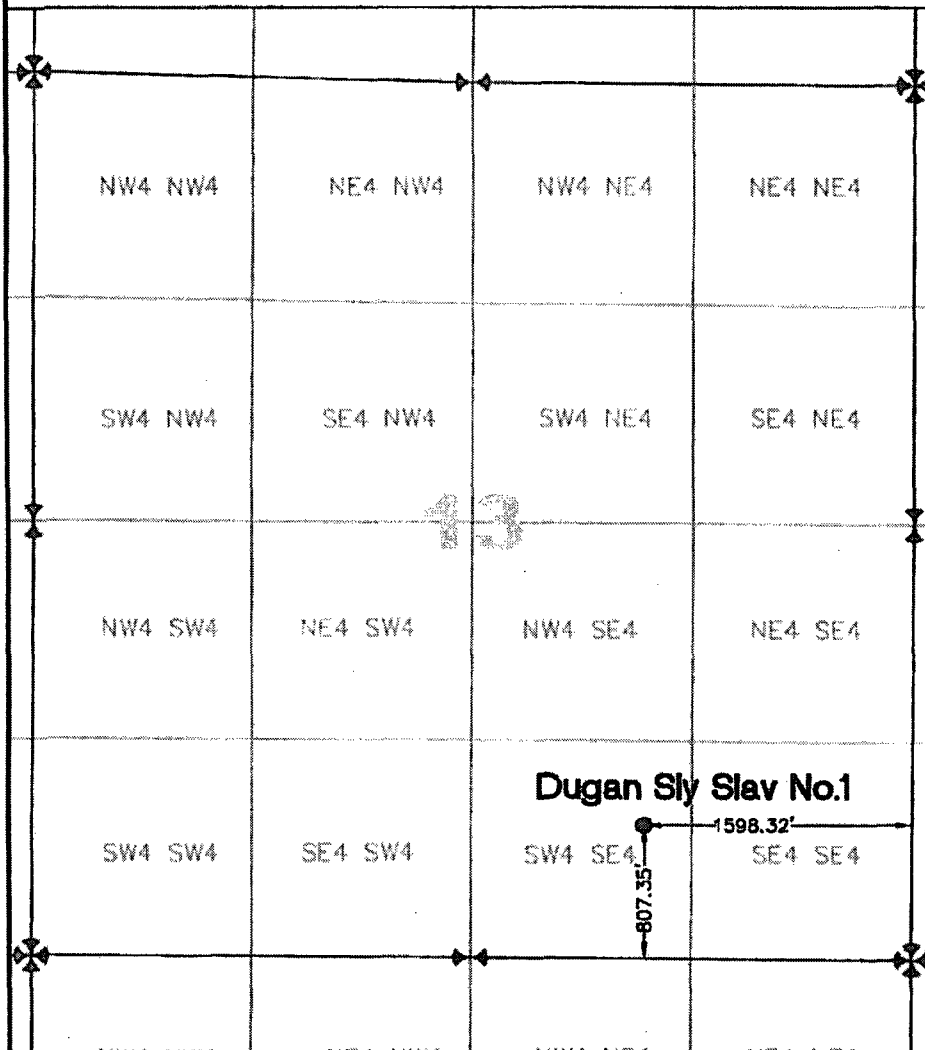 NW4 NW4 NE4 NW4 NW4 NE4 NE4 NE4
SW4 NW4 SE4 NW4 SW4 NE4 SE4 NE4
13
NW4 SW4 NE4 SW4 NW4 SE4 NE4 SE4
Dugan Sly Slav No.1
1598.32'
SW4 SW4 SE4 SW4 SW4 SE4 SE4 SE4
807.35'